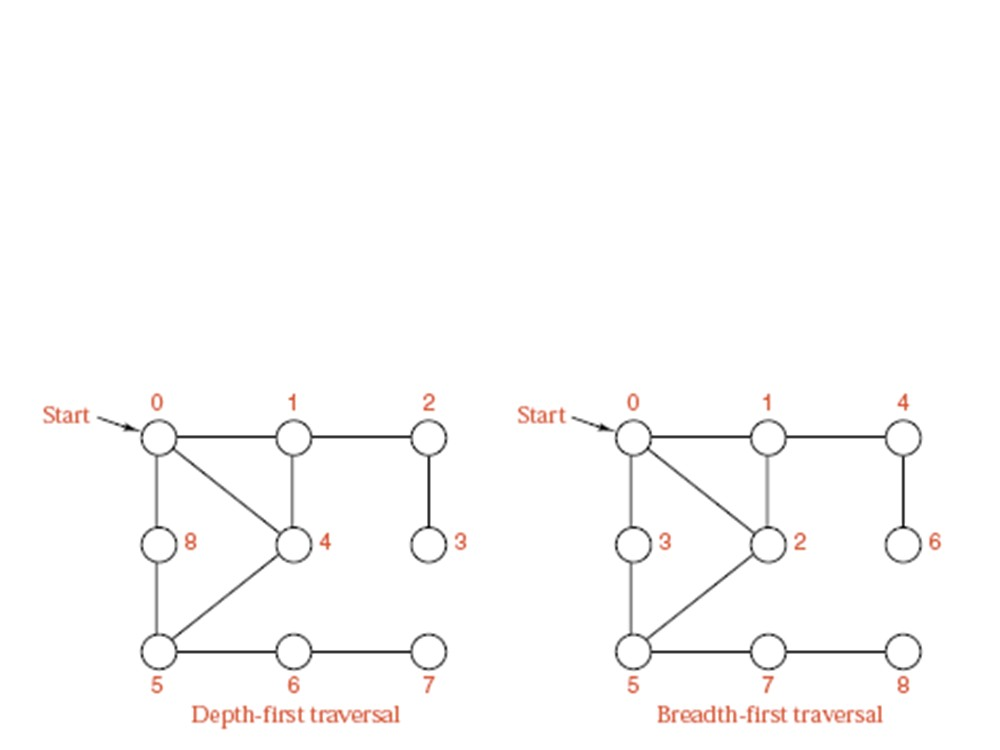 0 1 2
Start
8 4 3
5 6 7
Depth-first traversal
0 1 4
Start
3 2 6
5 7 8
Breadth-first traversal